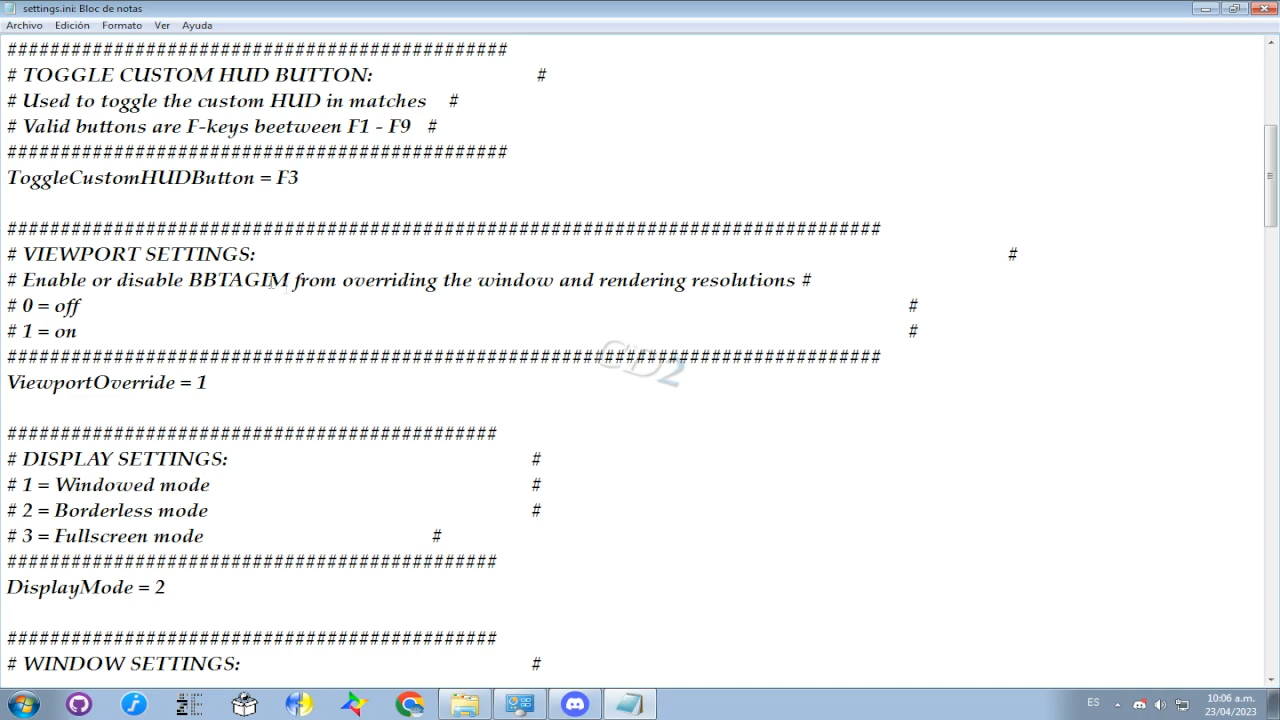 settings.ini: Bloc de notas
Archivo Edición Formato Ver Ayuda
###############################################
# TOGGLE CUSTOM HUD BUTTON: #
# Used to toggle the custom HUD in matches #
# Valid buttons are F-keys beetween F1 - F9 #
###############################################
ToggleCustomHUDButton = F3
##################################################################################
# VIEWPORT SETTINGS: #
# Enable or disable BBTAGIM from overriding the window and rendering resolutions #
# 0 = off #
# 1 = on #
##################################################################################
ViewportOverride = 1
##############################################
# DISPLAY SETTINGS: #
# 1 = Windowed mode #
# 2 = Borderless mode #
# 3 = Fullscreen mode #
##############################################
DisplayMode = 2
##############################################
# WINDOW SETTINGS: #
CD2
ES
10:06 a.m.
23/04/2023